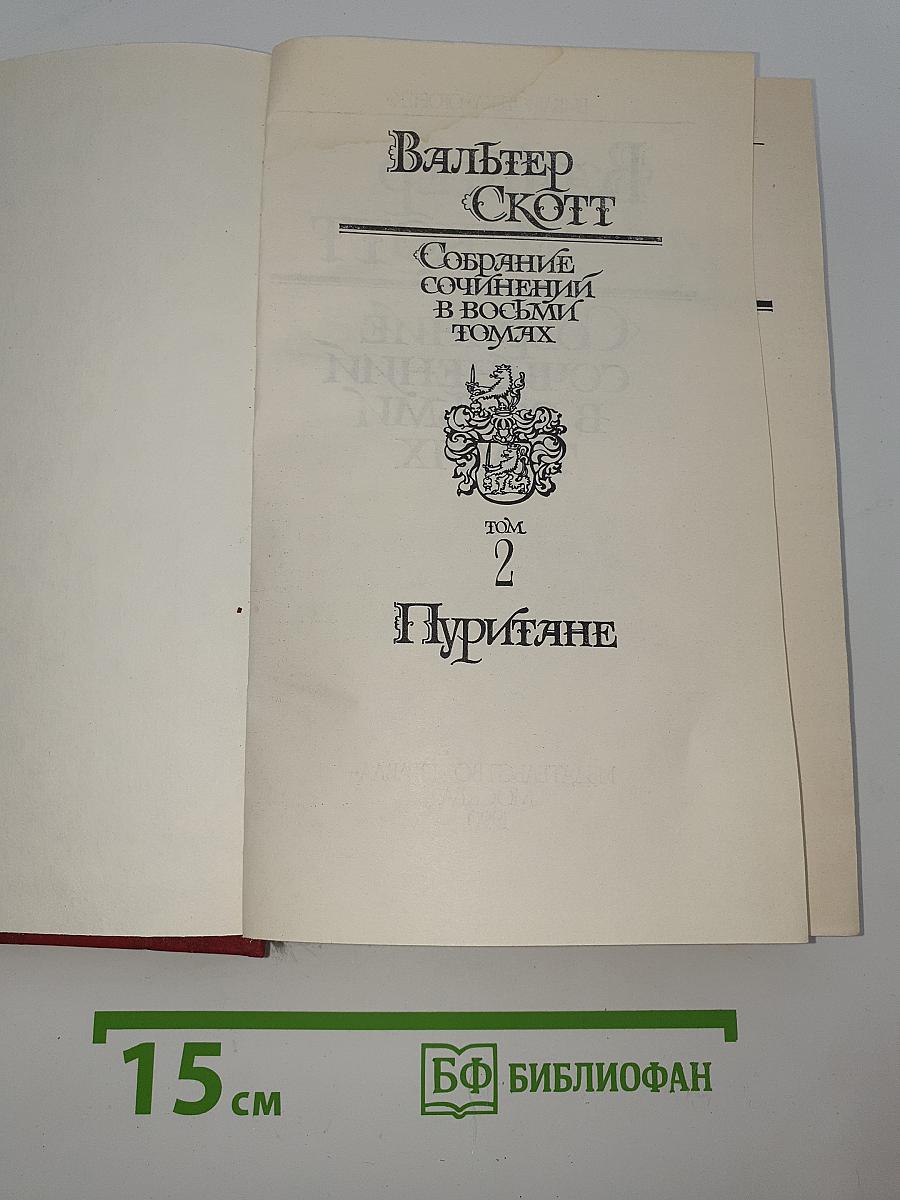 Вальтер
Скотт
Собрание
сочинений
в восьми
томах
том
2
Пуритане
15 см
БФ БИБЛИОФАН